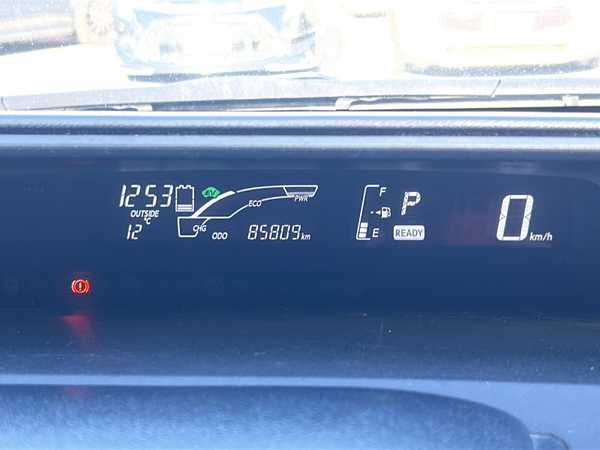 12:53
EV
ECO
PWR
F
P
0
OUTSIDE
°C
12
CHG
ODO
85809 km
E
READY
km/h